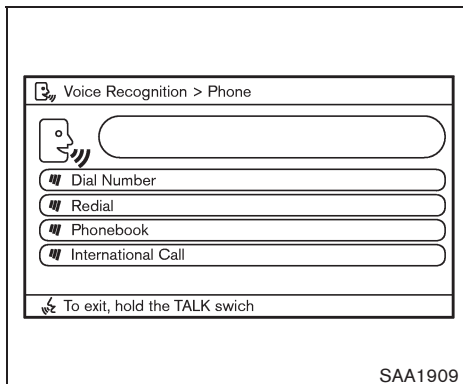 Voice Recognition > Phone
Dial Number
Redial
Phonebook
International Call
To exit, hold the TALK swich
SAA1909